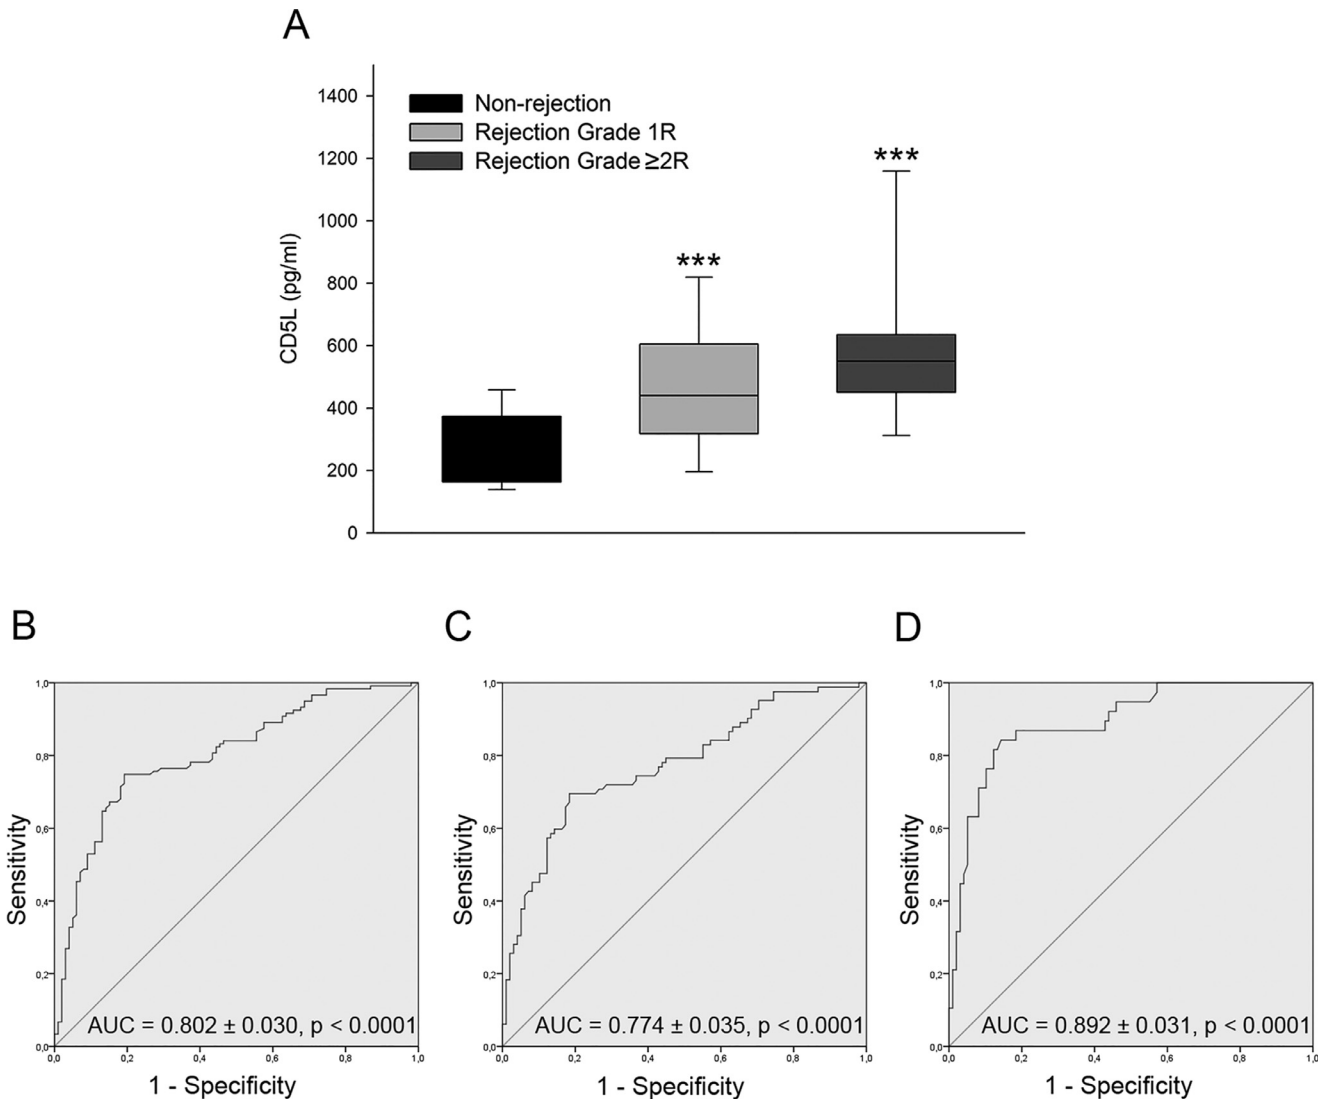 A
1400
1200
1000
800
600
400
200
0
CD5L (pg/ml)
Non-rejection
Rejection Grade 1R
Rejection Grade ≥2R
***
***
B
1,0
0,8
0,6
0,4
0,2
0,0
Sensitivity
AUC = 0.802 ± 0.030, p < 0.0001
0,0 0,2 0,4 0,6 0,8 1,0
1 - Specificity
C
1,0
0,8
0,6
0,4
0,2
0,0
Sensitivity
AUC = 0.774 ± 0.035, p < 0.0001
0,0 0,2 0,4 0,6 0,8 1,0
1 - Specificity
D
1,0
0,8
0,6
0,4
0,2
0,0
Sensitivity
AUC = 0.892 ± 0.031, p < 0.0001
0,0 0,2 0,4 0,6 0,8 1,0
1 - Specificity